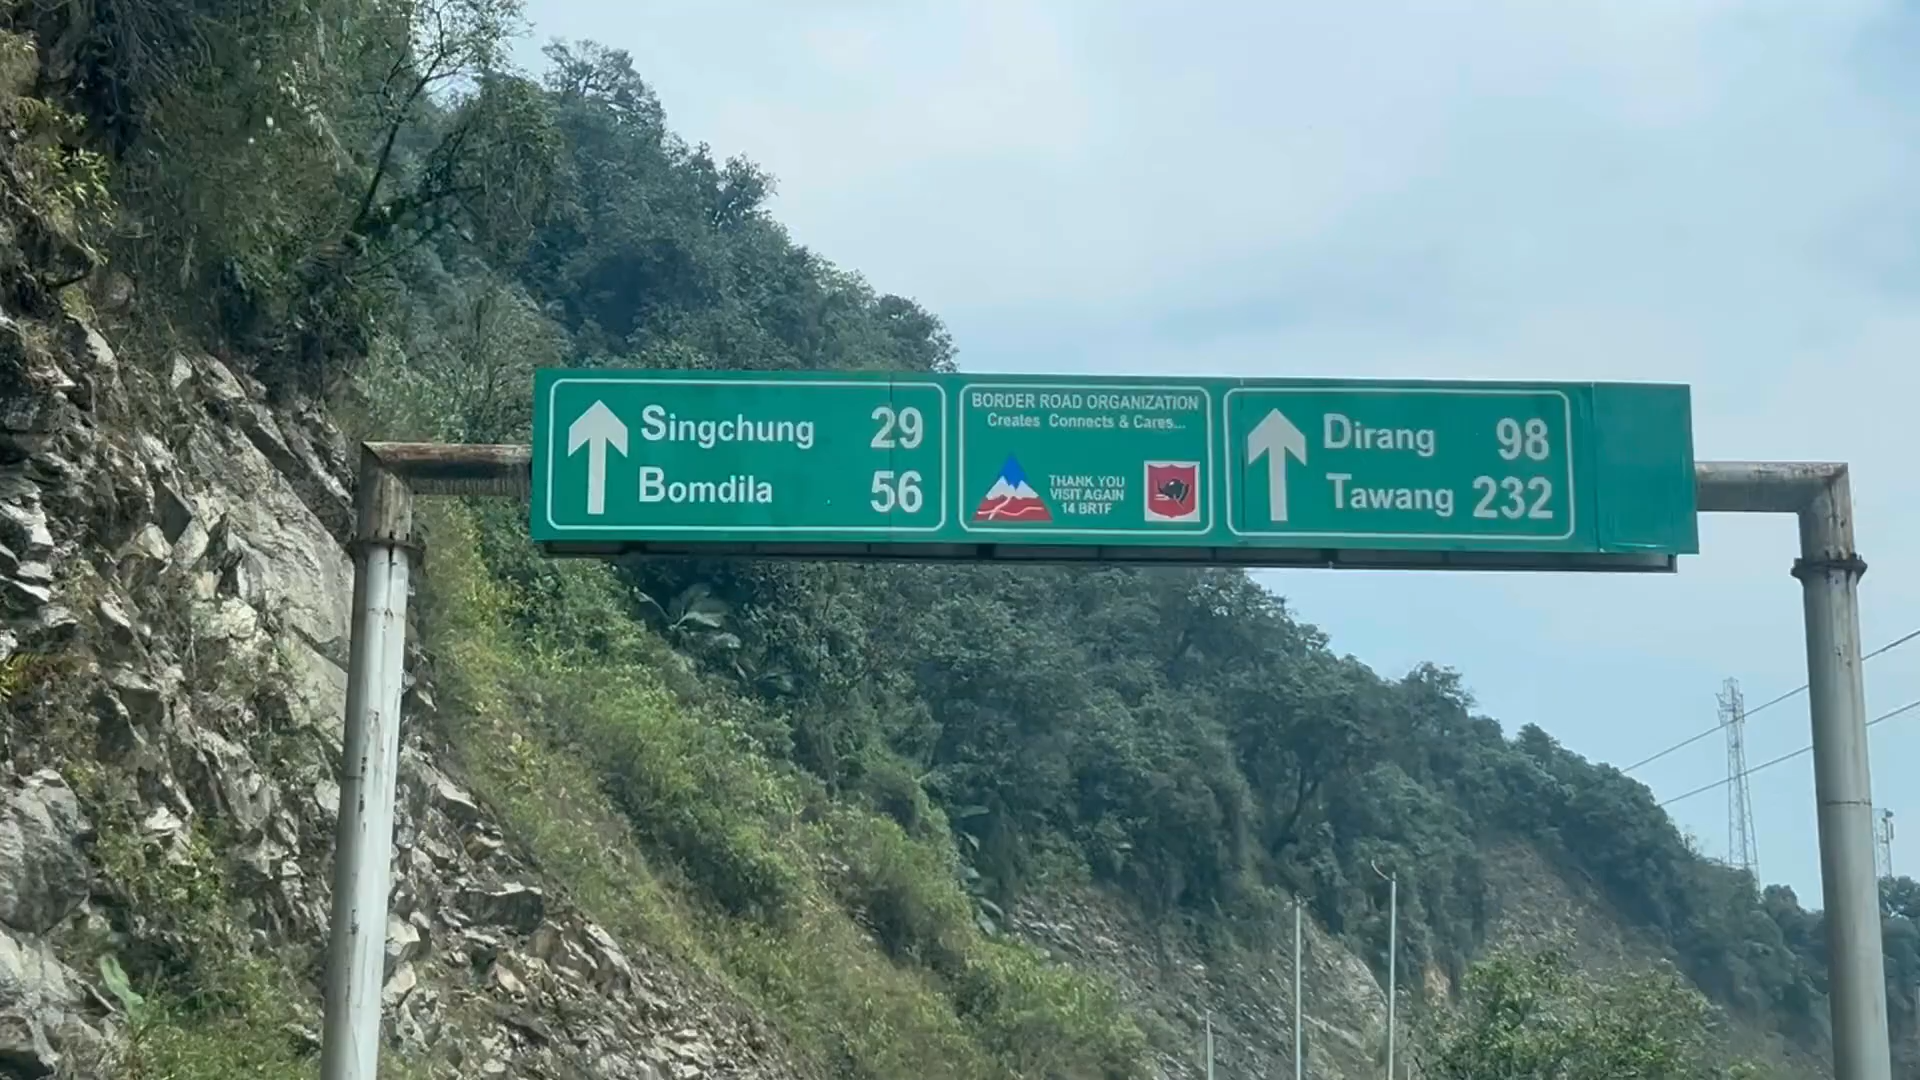 Singchung 29
Bomdila 56
BORDER ROAD ORGANIZATION
Creates Connects & Cares...
THANK YOU
VISIT AGAIN
14 BRTF
Dirang 98
Tawang 232